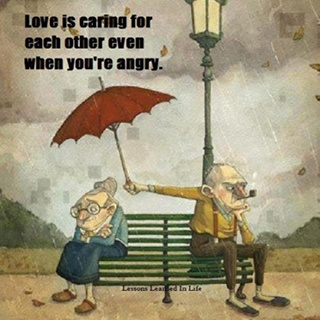 Love is caring for
each other even
when you're angry.
Lessons Learned In Life